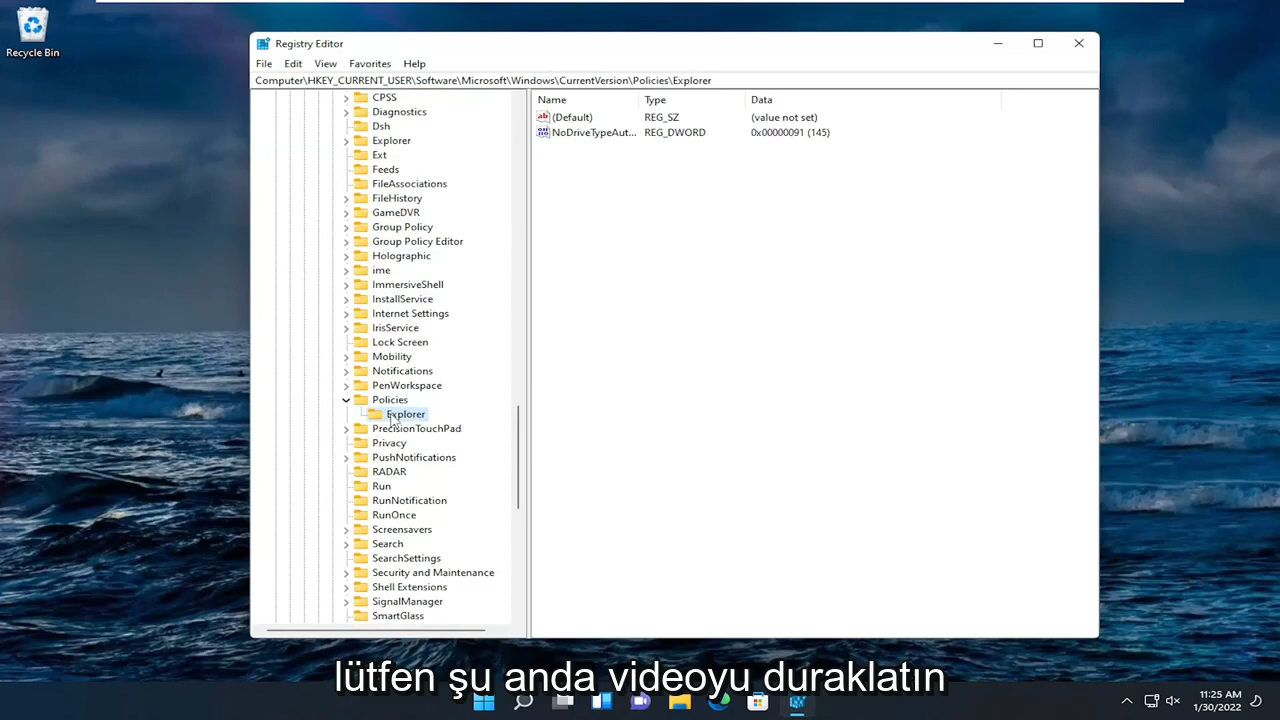 Recycle Bin
Registry Editor
File Edit View Favorites Help
Computer\HKEY_CURRENT_USER\Software\Microsoft\Windows\CurrentVersion\Policies\Explorer
CPSS
Diagnostics
Dsh
Explorer
Ext
Feeds
FileAssociations
FileHistory
GameDVR
Group Policy
Group Policy Editor
Holographic
ime
ImmersiveShell
InstallService
Internet Settings
IrisService
Lock Screen
Mobility
Notifications
PenWorkspace
Policies
Explorer
PrecisionTouchPad
Privacy
PushNotifications
RADAR
Run
RunNotification
RunOnce
Screensavers
Search
SearchSettings
Security and Maintenance
Shell Extensions
SignalManager
SmartGlass
Name Type Data
(Default) REG_SZ (value not set)
NoDriveTypeAut... REG_DWORD 0x00000091 (145)
lütfen şu anda videoyu duraklatın
11:25 AM
1/30/2022